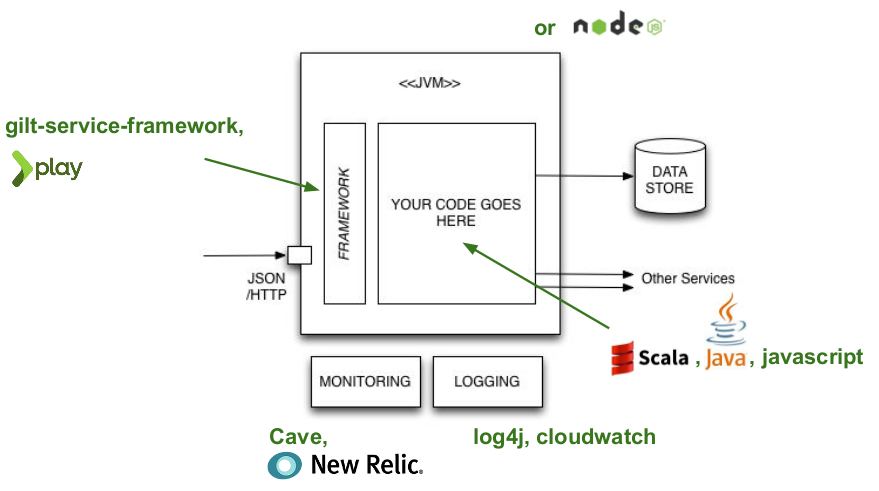 or node JS
<<JVM>>
gilt-service-framework,
play
FRAMEWORK
YOUR CODE GOES
HERE
DATA
STORE
JSON
/HTTP
Other Services
Scala , Java , javascript
MONITORING
LOGGING
Cave,
log4j, cloudwatch
New Relic.